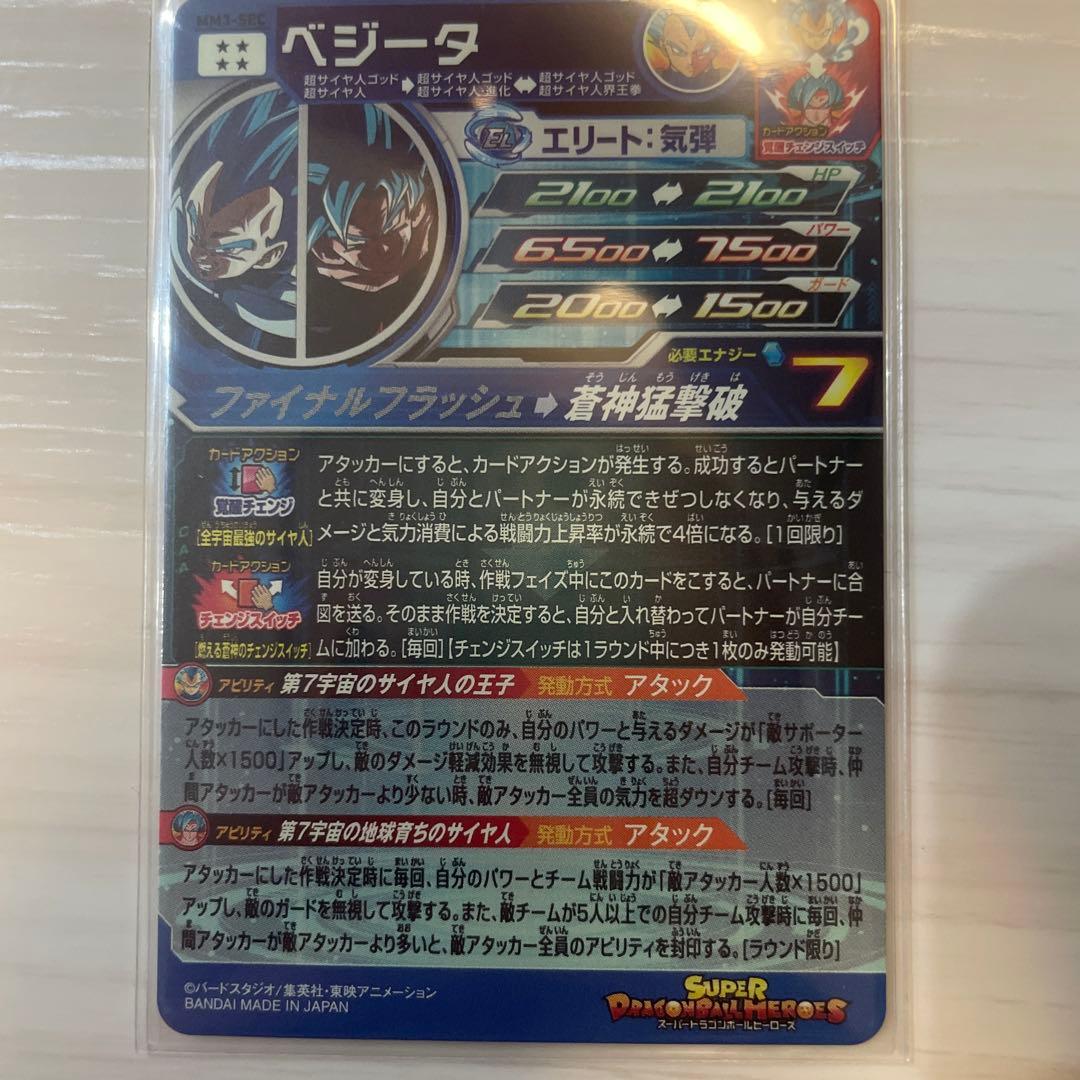 MM3-SEC
ベジータ
超サイヤ人ゴッド 超サイヤ人 ➡ 超サイヤ人ゴッド 超サイヤ人・進化 ⬌ 超サイヤ人ゴッド 超サイヤ人界王拳
カードアクション
覚醒チェンジスイッチ
EL エリート:気弾
HP
2100 ⬌ 2100
パワー
6500 ⬌ 7500
ガード
2000 ⬌ 1500
必要エナジー 7
ファイナルフラッシュ ➡ 蒼神猛撃破
そうじんもうげきは
カードアクション
覚醒チェンジ
[全宇宙最強のサイヤ人]
アタッカーにすると、カードアクションが発生する。成功するとパートナー
と共に変身し、自分とパートナーが永続できぜつしなくなり、与えるダ
メージと気力消費による戦闘力上昇率が永続で4倍になる。[1回限り]
CAA
カードアクション
チェンジスイッチ
[燃える蒼神のチェンジスイッチ]
自分が変身している時、作戦フェイズ中にこのカードをこすると、パートナーに合
図を送る。そのまま作戦を決定すると、自分と入れ替わってパートナーが自分チー
ムに加わる。[毎回]【チェンジスイッチは1ラウンド中につき1枚のみ発動可能】
アビリティ 第7宇宙のサイヤ人の王子 発動方式 アタック
アタッカーにした作戦決定時、このラウンドのみ、自分のパワーと与えるダメージが「敵サポーター
人数×1500」アップし、敵のダメージ軽減効果を無視して攻撃する。また、自分チーム攻撃時、仲
間アタッカーが敵アタッカーより少ない時、敵アタッカー全員の気力を超ダウンする。[毎回]
アビリティ 第7宇宙の地球育ちのサイヤ人 発動方式 アタック
アタッカーにした作戦決定時に毎回、自分のパワーとチーム戦闘力が「敵アタッカー人数×1500」
アップし、敵のガードを無視して攻撃する。また、敵チームが5人以上での自分チーム攻撃時に毎回、仲
間アタッカーが敵アタッカーより多いと、敵アタッカー全員のアビリティを封印する。[ラウンド限り]
©バードスタジオ/集英社・東映アニメーション
BANDAI MADE IN JAPAN
SUPER
DRAGONBALL HEROES
スーパードラゴンボールヒーローズ